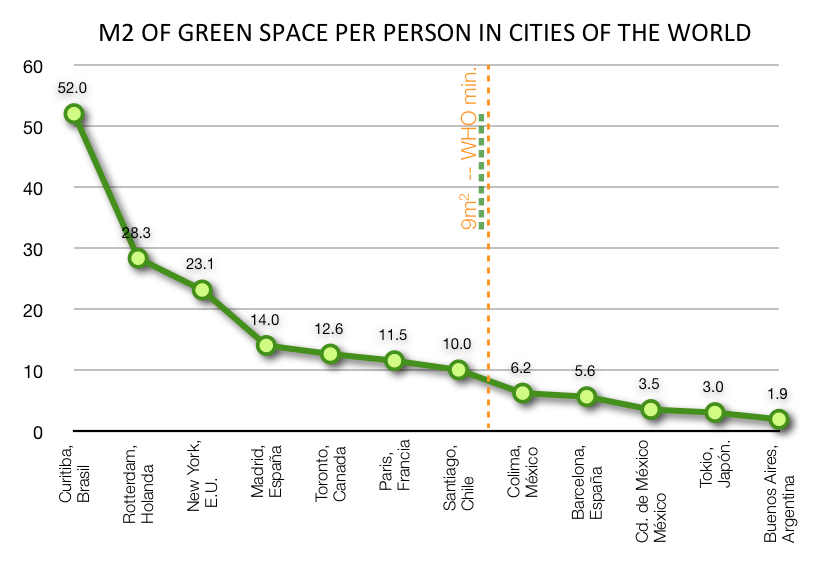 M2 OF GREEN SPACE PER PERSON IN CITIES OF THE WORLD
60
50
40
30
20
10
0
52.0
28.3
23.1
14.0
12.6
11.5
10.0
6.2
5.6
3.5
3.0
1.9
9m² -- WHO min.
Curitiba,
Brasil
Rotterdam,
Holanda
New York,
E.U.
Madrid,
España
Toronto,
Canada
Paris,
Francia
Santiago,
Chile
Colima,
México
Barcelona,
España
Cd. de México
México
Tokio,
Japón.
Buenos Aires,
Argentina